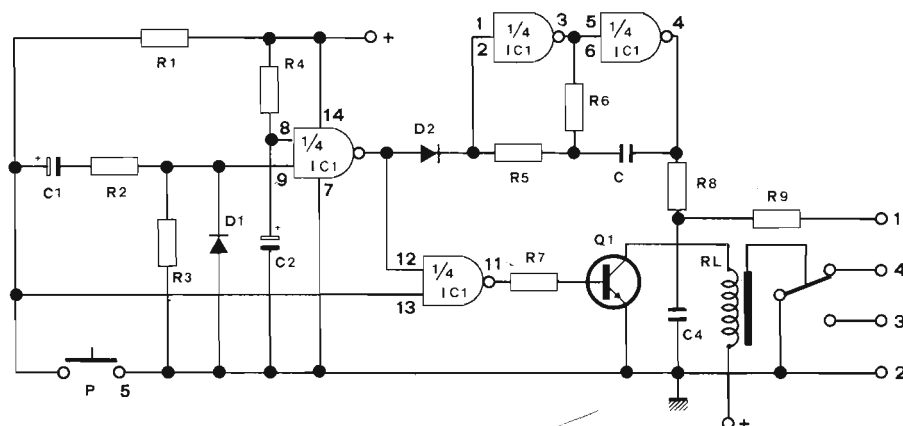 1
2
1/4
IC1
3
5
6
1/4
IC1
4
R1
+
R4
R6
14
8
1/4
IC1
9
7
D2
R5
C
+
C1
R2
R8
R9
1
D1
+
C2
R3
12
1/4
IC1
13
11
R7
Q1
RL
4
C4
3
P
5
2
+